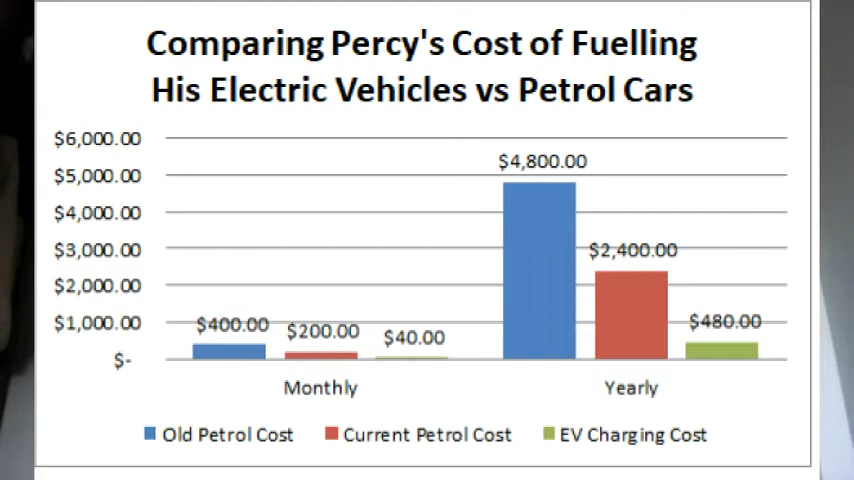 Comparing Percy's Cost of Fuelling
His Electric Vehicles vs Petrol Cars
$6,000.00
$5,000.00
$4,000.00
$3,000.00
$2,000.00
$1,000.00
$-
$400.00
$200.00
$40.00
$4,800.00
$2,400.00
$480.00
Monthly
Yearly
Old Petrol Cost
Current Petrol Cost
EV Charging Cost